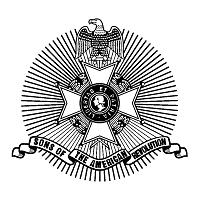 SONS OF THE AMERICAN REVOLUTION